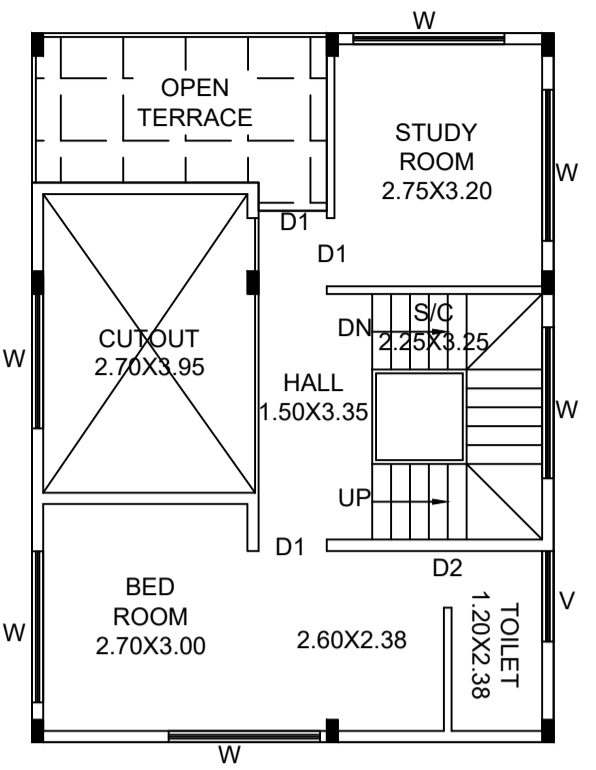 W
OPEN
TERRACE
STUDY
ROOM
2.75X3.20
W
D1
D1
S/C
2.25X3.25
DN
CUTOUT
2.70X3.95
W
HALL
1.50X3.35
W
UP
D1
D2
BED
ROOM
2.70X3.00
W
2.60X2.38
TOILET
1.20X2.38
V
W